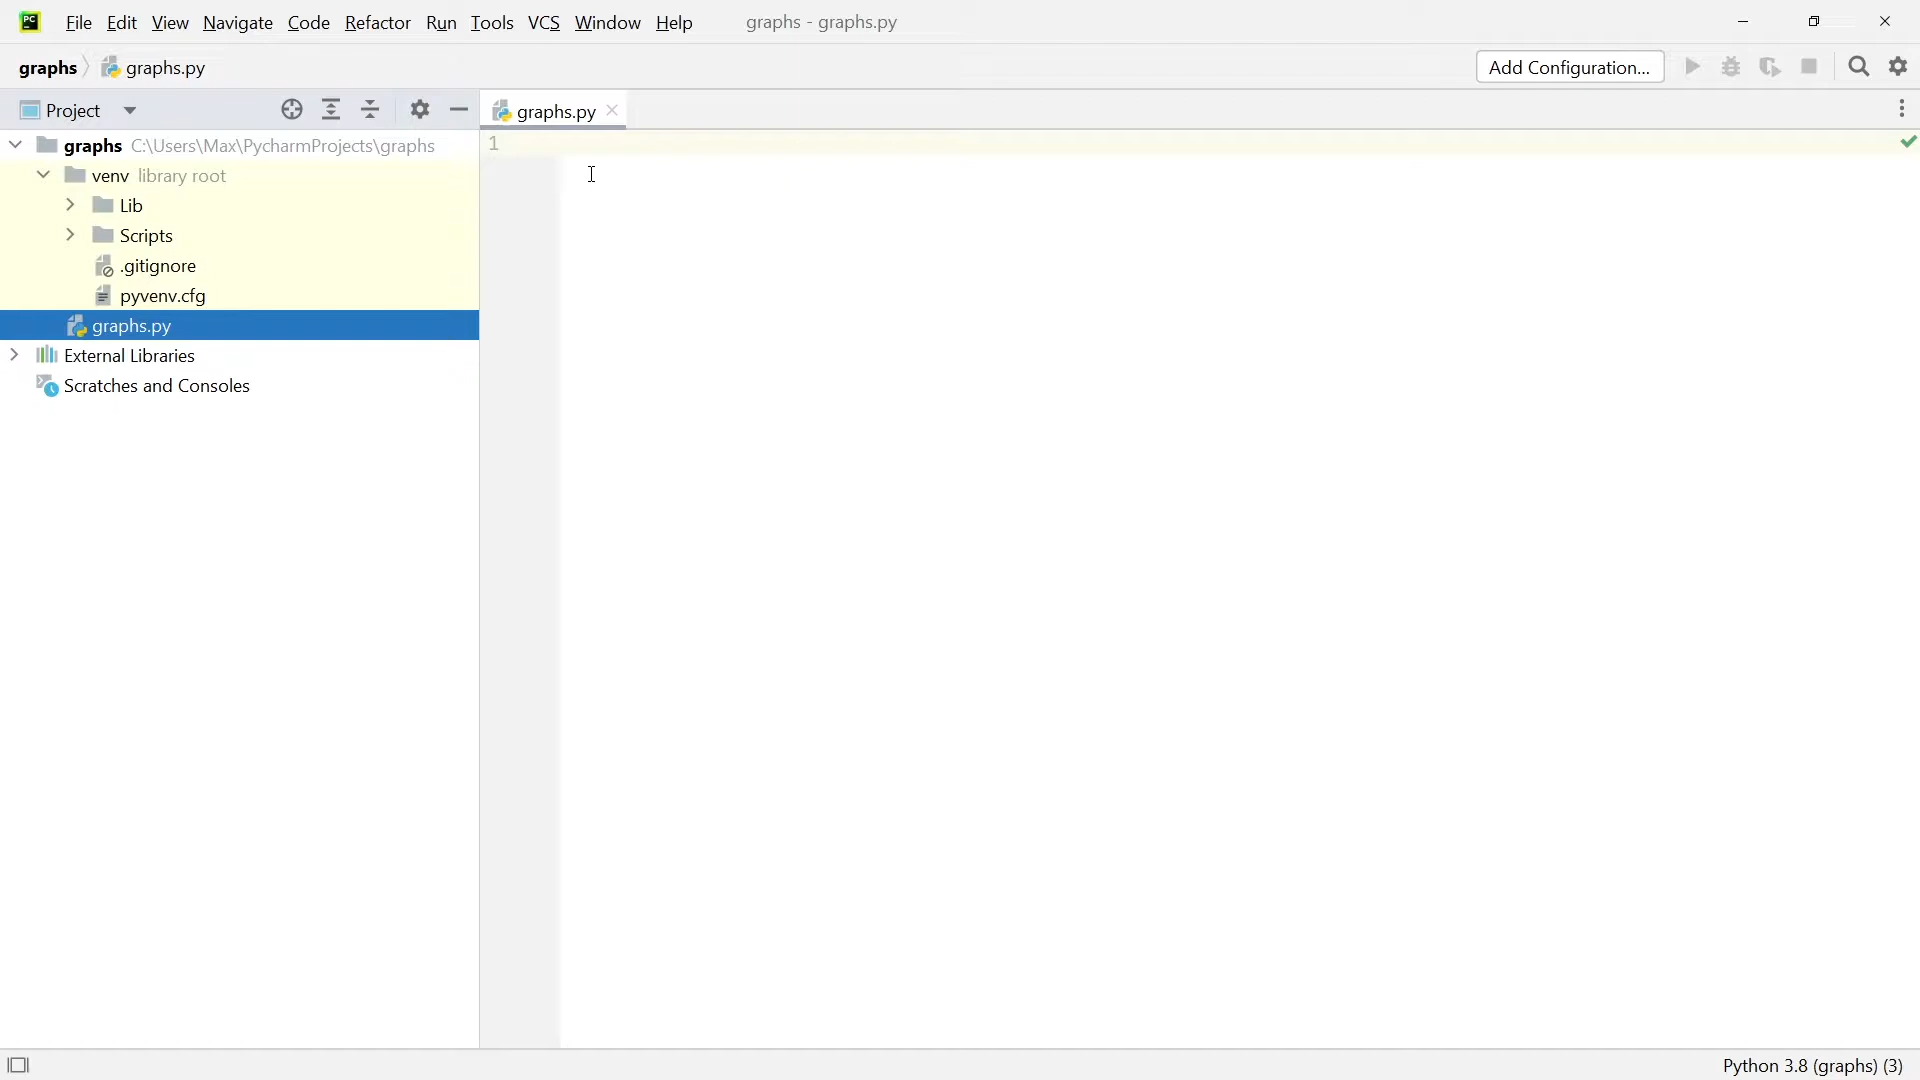 PC File Edit View Navigate Code Refactor Run Tools VCS Window Help graphs - graphs.py
graphs graphs.py Add Configuration...
Project graphs.py
graphs C:\Users\Max\PycharmProjects\graphs 1
venv library root
Lib
Scripts
.gitignore
pyvenv.cfg
graphs.py
External Libraries
Scratches and Consoles
Python 3.8 (graphs) (3)